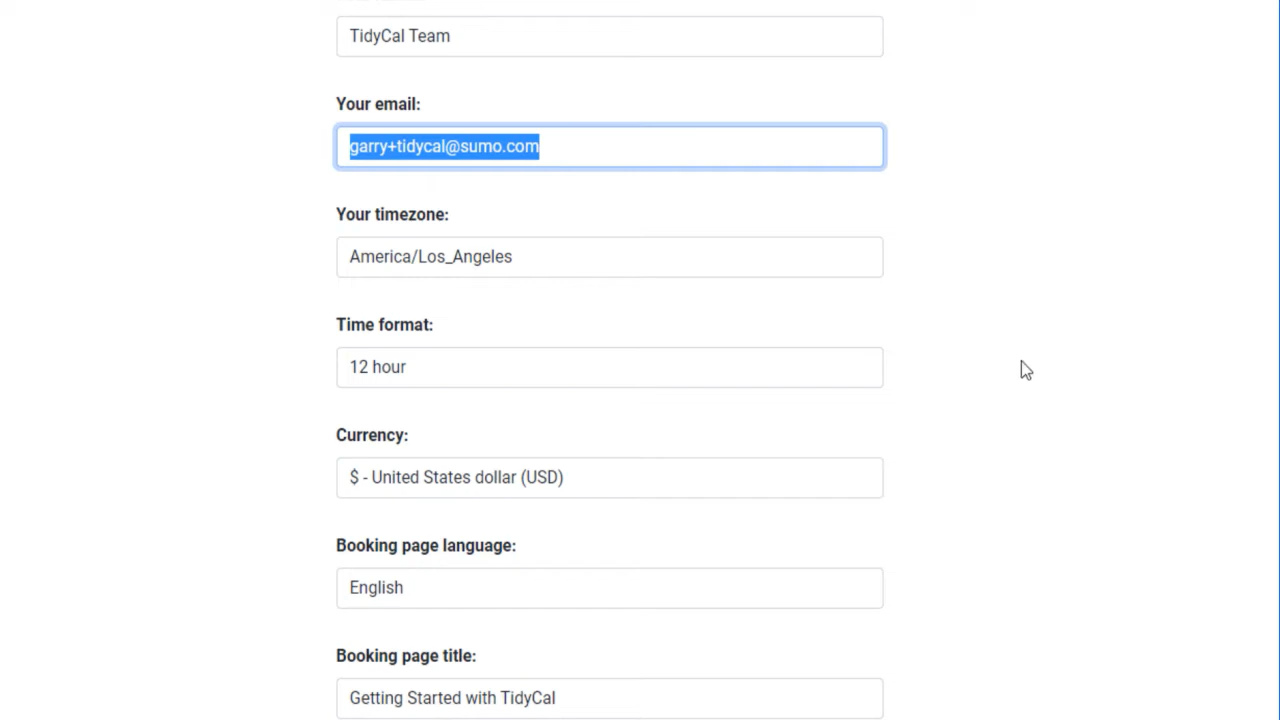 TidyCal Team
Your email:
garry+tidycal@sumo.com
Your timezone:
America/Los_Angeles
Time format:
12 hour
Currency:
$ - United States dollar (USD)
Booking page language:
English
Booking page title:
Getting Started with TidyCal